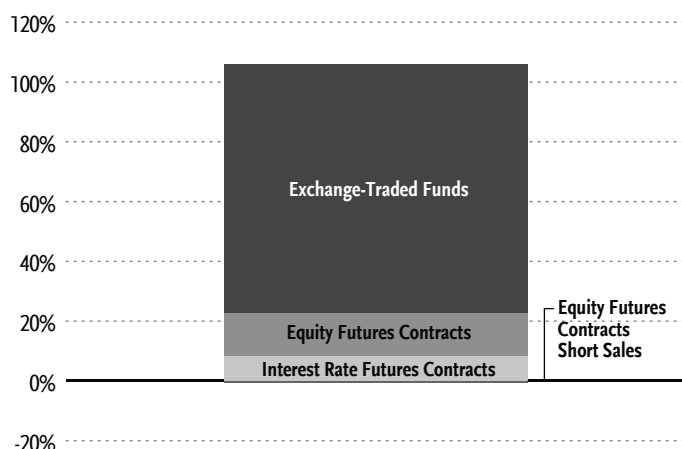 120%
100%
80%
60%
40%
20%
0%
-20%
Exchange-Traded Funds
Equity Futures Contracts
Interest Rate Futures Contracts
Equity Futures
Contracts
Short Sales